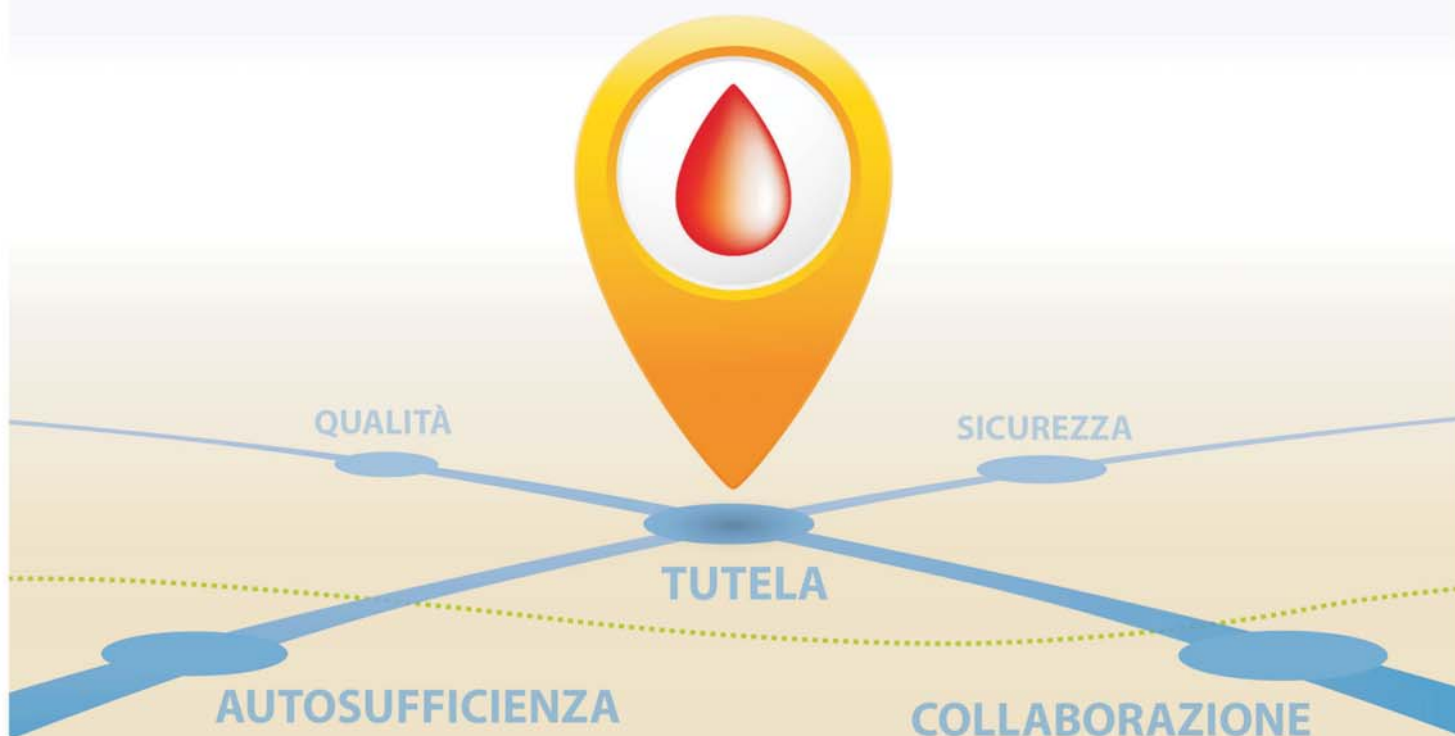 QUALITÀ
SICUREZZA
TUTELA
AUTOSUFFICIENZA
COLLABORAZIONE